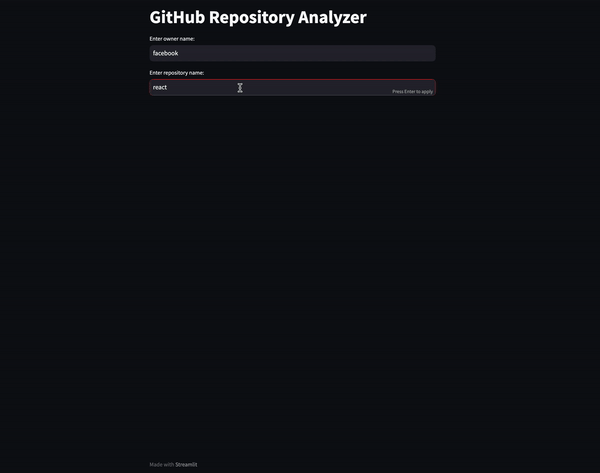 GitHub Repository Analyzer
Enter owner name:
facebook
Enter repository name:
react
Press Enter to apply
Made with Streamlit